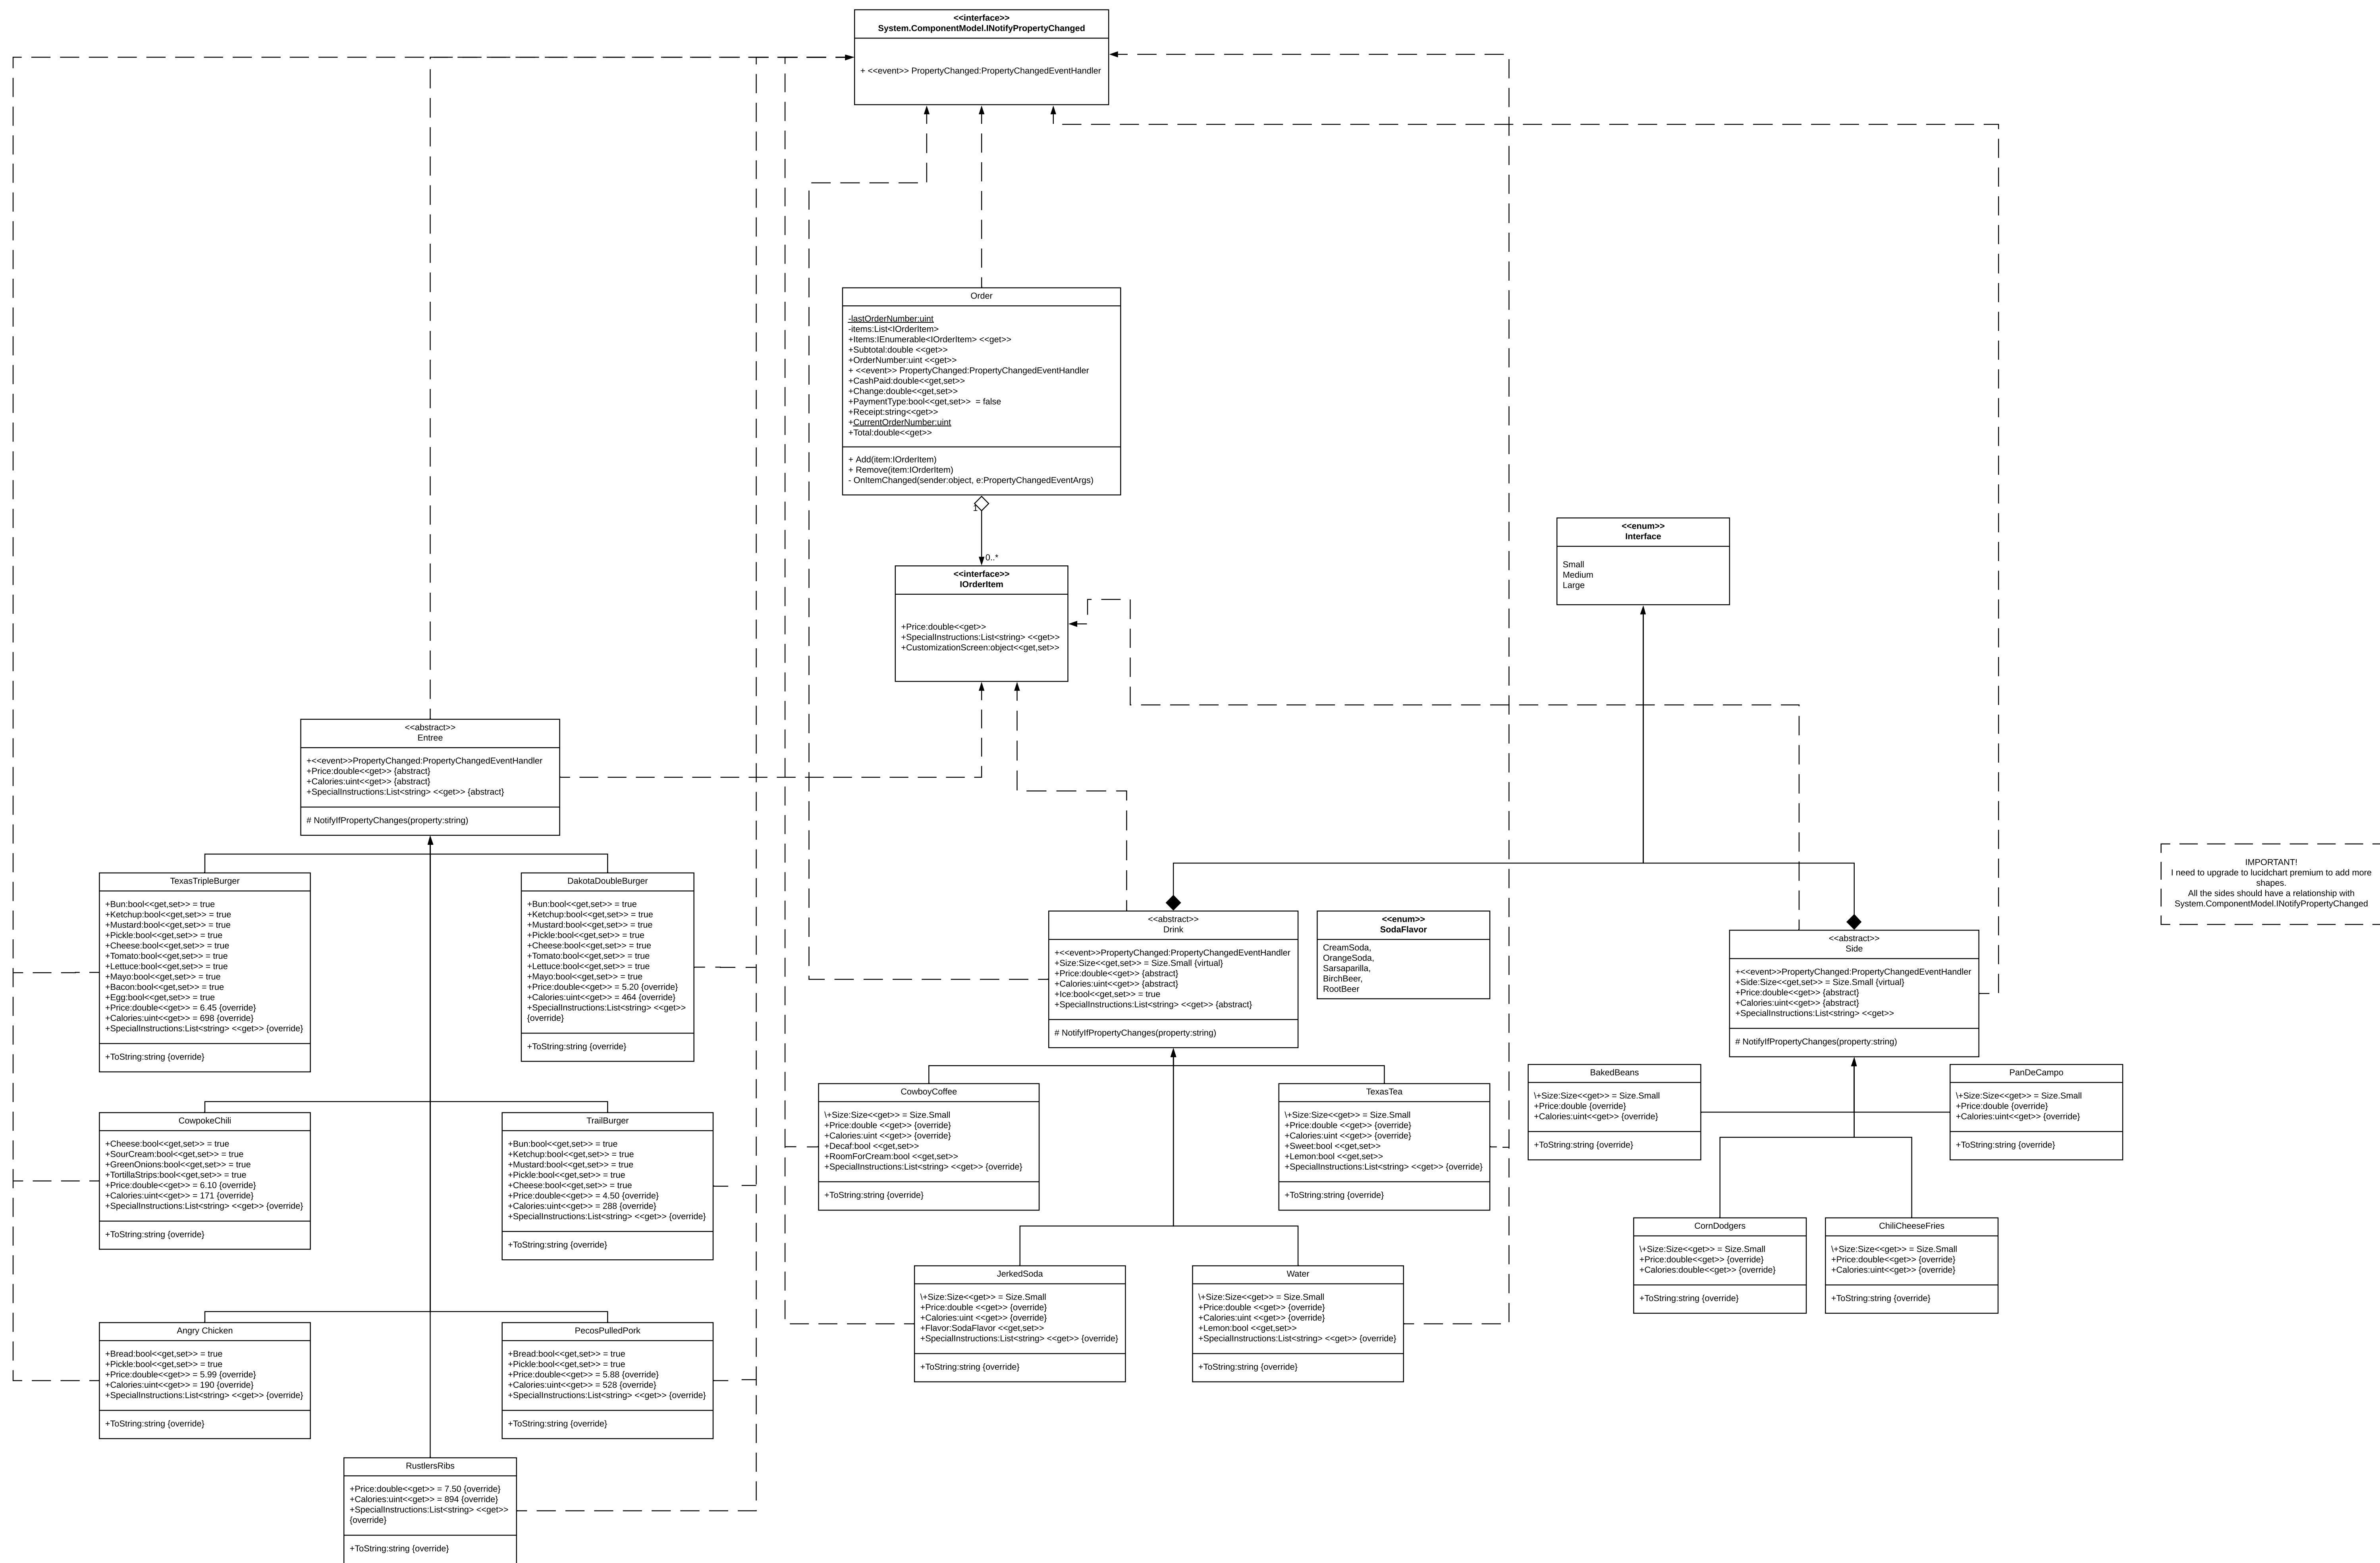 <<interface>>
System.ComponentModel.INotifyPropertyChanged
+ <<event>> PropertyChanged:PropertyChangedEventHandler
Order
-lastOrderNumber:uint
-items:List<IOrderItem>
+Items:IEnumerable<IOrderItem> <<get>>
+Subtotal:double <<get>>
+OrderNumber:uint <<get>>
+ <<event>> PropertyChanged:PropertyChangedEventHandler
+CashPaid:double<<get,set>>
+Change:double<<get,set>>
+PaymentType:bool<<get,set>>  = false
+Receipt:string<<get>>
+CurrentOrderNumber:uint
+Total:double<<get>>
+ Add(item:IOrderItem)
+ Remove(item:IOrderItem)
- OnItemChanged(sender:object, e:PropertyChangedEventArgs)
1
0..*
<<interface>>
IOrderItem
+Price:double<<get>>
+SpecialInstructions:List<string> <<get>>
+CustomizationScreen:object<<get,set>>
<<enum>>
Interface
Small
Medium
Large
<<abstract>>
Entree
+<<event>>PropertyChanged:PropertyChangedEventHandler
+Price:double<<get>> {abstract}
+Calories:uint<<get>> {abstract}
+SpecialInstructions:List<string> <<get>> {abstract}
# NotifyIfPropertyChanges(property:string)
TexasTripleBurger
+Bun:bool<<get,set>> = true
+Ketchup:bool<<get,set>> = true
+Mustard:bool<<get,set>> = true
+Pickle:bool<<get,set>> = true
+Cheese:bool<<get,set>> = true
+Tomato:bool<<get,set>> = true
+Lettuce:bool<<get,set>> = true
+Mayo:bool<<get,set>> = true
+Bacon:bool<<get,set>> = true
+Egg:bool<<get,set>> = true
+Price:double<<get>> = 6.45 {override}
+Calories:uint<<get>> = 698 {override}
+SpecialInstructions:List<string> <<get>> {override}
+ToString:string {override}
DakotaDoubleBurger
+Bun:bool<<get,set>> = true
+Ketchup:bool<<get,set>> = true
+Mustard:bool<<get,set>> = true
+Pickle:bool<<get,set>> = true
+Cheese:bool<<get,set>> = true
+Tomato:bool<<get,set>> = true
+Lettuce:bool<<get,set>> = true
+Mayo:bool<<get,set>> = true
+Price:double<<get>> = 5.20 {override}
+Calories:uint<<get>> = 464 {override}
+SpecialInstructions:List<string> <<get>>
{override}
+ToString:string {override}
IMPORTANT!
I need to upgrade to lucidchart premium to add more
shapes.
All the sides should have a relationship with
System.ComponentModel.INotifyPropertyChanged
<<abstract>>
Drink
+<<event>>PropertyChanged:PropertyChangedEventHandler
+Size:Size<<get,set>> = Size.Small {virtual}
+Price:double<<get>> {abstract}
+Calories:uint<<get>> {abstract}
+Ice:bool<<get,set>> = true
+SpecialInstructions:List<string> <<get>> {abstract}
# NotifyIfPropertyChanges(property:string)
<<enum>>
SodaFlavor
CreamSoda,
OrangeSoda,
Sarsaparilla,
BirchBeer,
RootBeer
<<abstract>>
Side
+<<event>>PropertyChanged:PropertyChangedEventHandler
+Side:Size<<get,set>> = Size.Small {virtual}
+Price:double<<get>> {abstract}
+Calories:uint<<get>> {abstract}
+SpecialInstructions:List<string> <<get>>
# NotifyIfPropertyChanges(property:string)
CowpokeChili
+Cheese:bool<<get,set>> = true
+SourCream:bool<<get,set>> = true
+GreenOnions:bool<<get,set>> = true
+TortillaStrips:bool<<get,set>> = true
+Price:double<<get>> = 6.10 {override}
+Calories:uint<<get>> = 171 {override}
+SpecialInstructions:List<string> <<get>> {override}
+ToString:string {override}
TrailBurger
+Bun:bool<<get,set>> = true
+Ketchup:bool<<get,set>> = true
+Mustard:bool<<get,set>> = true
+Pickle:bool<<get,set>> = true
+Cheese:bool<<get,set>> = true
+Price:double<<get>> = 4.50 {override}
+Calories:uint<<get>> = 288 {override}
+SpecialInstructions:List<string> <<get>> {override}
+ToString:string {override}
CowboyCoffee
\+Size:Size<<get>> = Size.Small
+Price:double <<get>> {override}
+Calories:uint <<get>> {override}
+Decaf:bool <<get,set>>
+RoomForCream:bool <<get,set>>
+SpecialInstructions:List<string> <<get>> {override}
+ToString:string {override}
TexasTea
\+Size:Size<<get>> = Size.Small
+Price:double <<get>> {override}
+Calories:uint <<get>> {override}
+Sweet:bool <<get,set>>
+Lemon:bool <<get,set>>
+SpecialInstructions:List<string> <<get>> {override}
+ToString:string {override}
BakedBeans
\+Size:Size<<get>> = Size.Small
+Price:double {override}
+Calories:uint<<get>> {override}
+ToString:string {override}
PanDeCampo
\+Size:Size<<get>> = Size.Small
+Price:double {override}
+Calories:uint<<get>> {override}
+ToString:string {override}
CornDodgers
\+Size:Size<<get>> = Size.Small
+Price:double<<get>> {override}
+Calories:double<<get>> {override}
+ToString:string {override}
ChiliCheeseFries
\+Size:Size<<get>> = Size.Small
+Price:double<<get>> {override}
+Calories:uint<<get>> {override}
+ToString:string {override}
JerkedSoda
\+Size:Size<<get>> = Size.Small
+Price:double <<get>> {override}
+Calories:uint <<get>> {override}
+Flavor:SodaFlavor <<get,set>>
+SpecialInstructions:List<string> <<get>> {override}
+ToString:string {override}
Water
\+Size:Size<<get>> = Size.Small
+Price:double <<get>> {override}
+Calories:uint <<get>> {override}
+Lemon:bool <<get,set>>
+SpecialInstructions:List<string> <<get>> {override}
+ToString:string {override}
Angry Chicken
+Bread:bool<<get,set>> = true
+Pickle:bool<<get,set>> = true
+Price:double<<get>> = 5.99 {override}
+Calories:uint<<get>> = 190 {override}
+SpecialInstructions:List<string> <<get>> {override}
+ToString:string {override}
PecosPulledPork
+Bread:bool<<get,set>> = true
+Pickle:bool<<get,set>> = true
+Price:double<<get>> = 5.88 {override}
+Calories:uint<<get>> = 528 {override}
+SpecialInstructions:List<string> <<get>> {override}
+ToString:string {override}
RustlersRibs
+Price:double<<get>> = 7.50 {override}
+Calories:uint<<get>> = 894 {override}
+SpecialInstructions:List<string> <<get>>
{override}
+ToString:string {override}